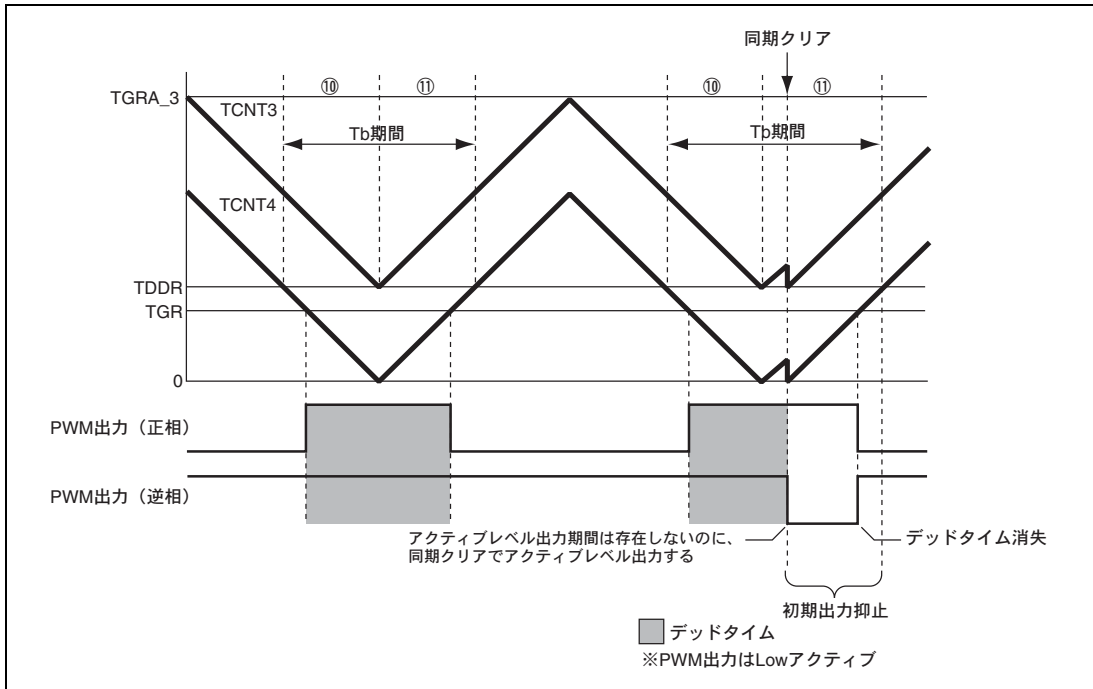 同期クリア
⑩ ⑪ ⑩ ⑪
TGRA_3
TCNT3
Tb期間 Tb期間
TCNT4
TDDR
TGR
0
PWM出力（正相）
PWM出力（逆相）
アクティブレベル出力期間は存在しないのに、
同期クリアでアクティブレベル出力する
デッドタイム消失
初期出力抑止
デッドタイム
※PWM出力はLowアクティブ